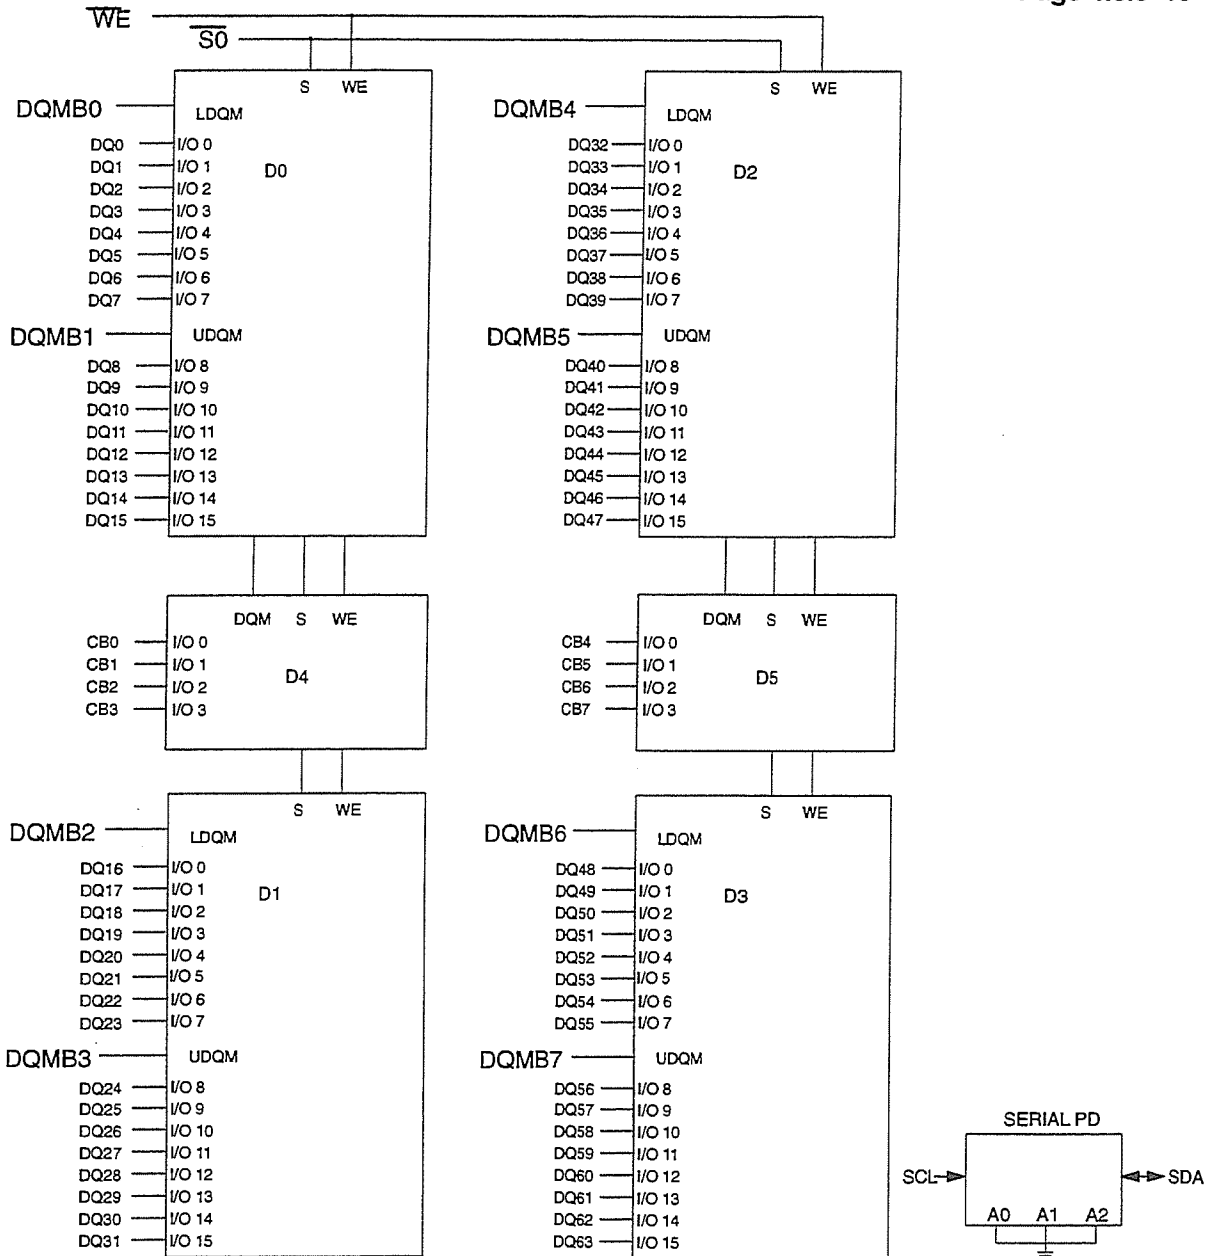 WE
S0
S WE
DQMB0
LDQM
D0
DQ0 I/O 0
DQ1 I/O 1
DQ2 I/O 2
DQ3 I/O 3
DQ4 I/O 4
DQ5 I/O 5
DQ6 I/O 6
DQ7 I/O 7
DQMB1 UDQM
DQ8 I/O 8
DQ9 I/O 9
DQ10 I/O 10
DQ11 I/O 11
DQ12 I/O 12
DQ13 I/O 13
DQ14 I/O 14
DQ15 I/O 15
S WE
DQMB4
LDQM
D2
DQ32 I/O 0
DQ33 I/O 1
DQ34 I/O 2
DQ35 I/O 3
DQ36 I/O 4
DQ37 I/O 5
DQ38 I/O 6
DQ39 I/O 7
DQMB5 UDQM
DQ40 I/O 8
DQ41 I/O 9
DQ42 I/O 10
DQ43 I/O 11
DQ44 I/O 12
DQ45 I/O 13
DQ46 I/O 14
DQ47 I/O 15
DQM S WE
CB0 I/O 0
CB1 I/O 1
CB2 I/O 2
CB3 I/O 3
D4
DQM S WE
CB4 I/O 0
CB5 I/O 1
CB6 I/O 2
CB7 I/O 3
D5
S WE
DQMB2
LDQM
D1
DQ16 I/O 0
DQ17 I/O 1
DQ18 I/O 2
DQ19 I/O 3
DQ20 I/O 4
DQ21 I/O 5
DQ22 I/O 6
DQ23 I/O 7
DQMB3 UDQM
DQ24 I/O 8
DQ25 I/O 9
DQ26 I/O 10
DQ27 I/O 11
DQ28 I/O 12
DQ29 I/O 13
DQ30 I/O 14
DQ31 I/O 15
S WE
DQMB6
LDQM
D3
DQ48 I/O 0
DQ49 I/O 1
DQ50 I/O 2
DQ51 I/O 3
DQ52 I/O 4
DQ53 I/O 5
DQ54 I/O 6
DQ55 I/O 7
DQMB7 UDQM
DQ56 I/O 8
DQ57 I/O 9
DQ58 I/O 10
DQ59 I/O 11
DQ60 I/O 12
DQ61 I/O 13
DQ62 I/O 14
DQ63 I/O 15
SERIAL PD
SCL SDA
A0 A1 A2